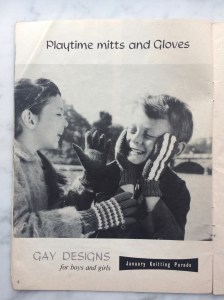 Playtime mitts and Gloves
GAY DESIGNS
for boys and girls
January Knitting Parade